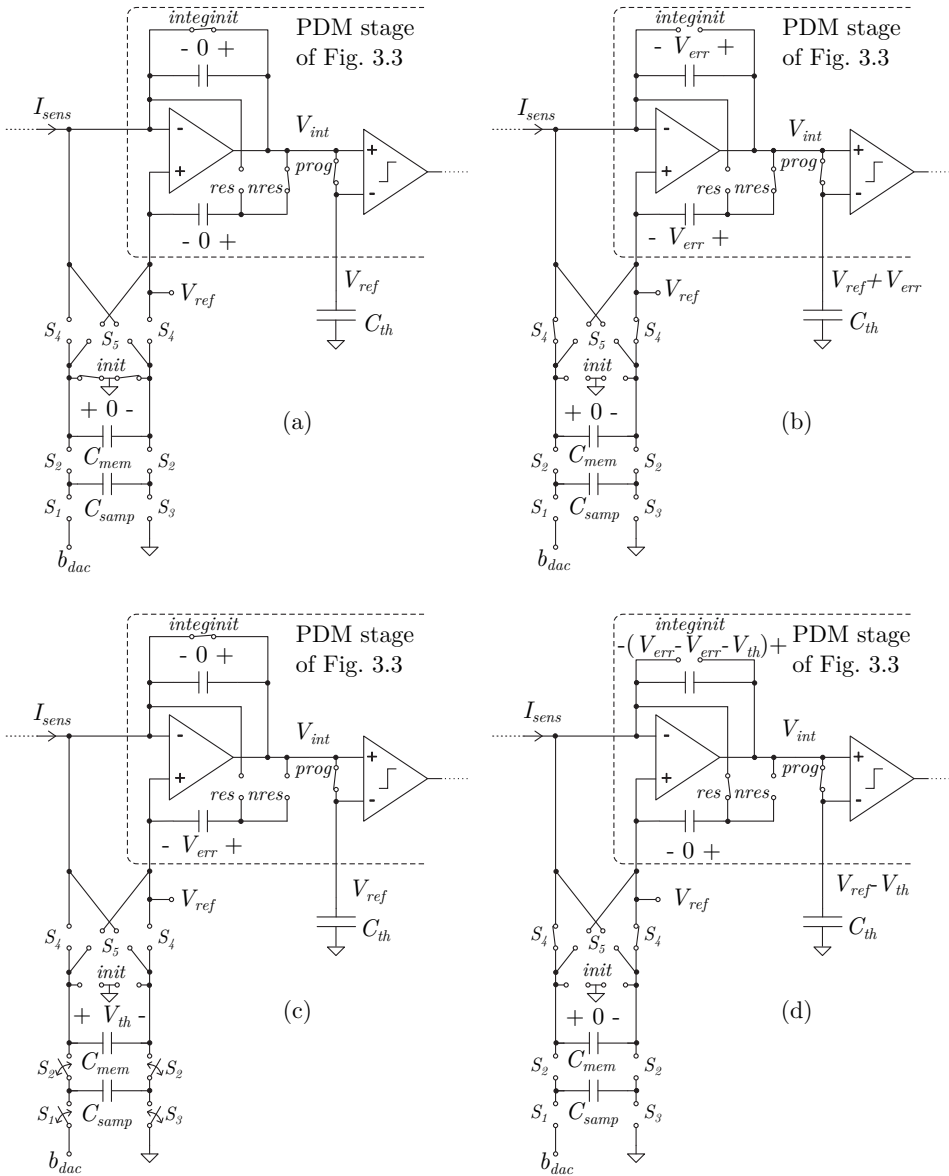 integinit
- 0 +
PDM stage
of Fig. 3.3
I_sens
-
+
V_int
+
-
prog
res nres
- 0 +
V_ref
V_ref
C_th
S_4
S_5
S_4
init
+ 0 -
(a)
S_2
C_mem
S_2
S_1
C_samp
S_3
b_dac
integinit
- V_err +
PDM stage
of Fig. 3.3
I_sens
-
+
V_int
+
-
prog
res nres
- V_err +
V_ref
V_ref+V_err
C_th
S_4
S_5
S_4
init
+ 0 -
(b)
S_2
C_mem
S_2
S_1
C_samp
S_3
b_dac
integinit
- 0 +
PDM stage
of Fig. 3.3
I_sens
-
+
V_int
+
-
prog
res nres
- V_err +
V_ref
V_ref
C_th
S_4
S_5
S_4
init
+ V_th -
(c)
S_2
C_mem
S_2
S_1
C_samp
S_3
b_dac
integinit
-(V_err-V_err-V_th)+
PDM stage
of Fig. 3.3
I_sens
-
+
V_int
+
-
prog
res nres
- 0 +
V_ref
V_ref-V_th
C_th
S_4
S_5
S_4
init
+ 0 -
(d)
S_2
C_mem
S_2
S_1
C_samp
S_3
b_dac